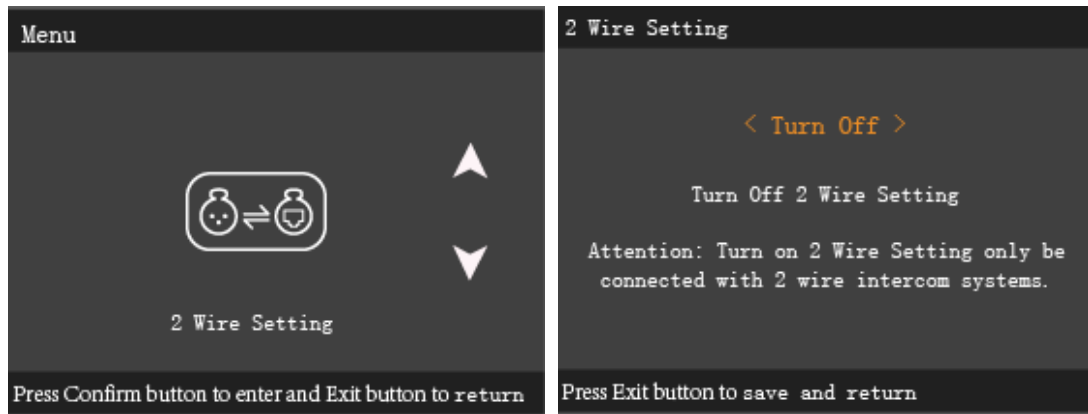 Menu
2 Wire Setting
Press Confirm button to enter and Exit button to return
2 Wire Setting
< Turn Off >
Turn Off 2 Wire Setting
Attention: Turn on 2 Wire Setting only be
connected with 2 wire intercom systems.
Press Exit button to save and return